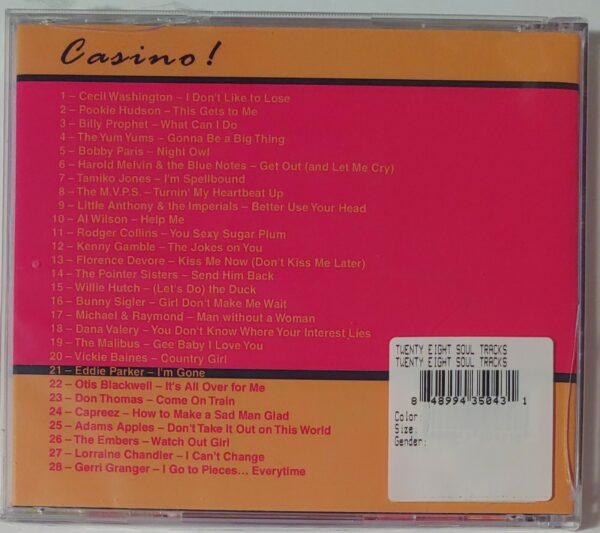 Casino!
1 – Cecil Washington – I Don't Like to Lose
2 – Pookie Hudson – This Gets to Me
3 – Billy Prophet – What Can I Do
4 – The Yum Yums – Gonna Be a Big Thing
5 – Bobby Paris – Night Owl
6 – Harold Melvin & the Blue Notes – Get Out (and Let Me Cry)
7 – Tamiko Jones – I'm Spellbound
8 – The M.V.P.S. – Turnin' My Heartbeat Up
9 – Little Anthony & the Imperials – Better Use Your Head
10 – Al Wilson – Help Me
11 – Rodger Collins – You Sexy Sugar Plum
12 – Kenny Gamble – The Jokes on You
13 – Florence Devore – Kiss Me Now (Don't Kiss Me Later)
14 – The Pointer Sisters – Send Him Back
15 – Willie Hutch – (Let's Do) the Duck
16 – Bunny Sigler – Girl Don't Make Me Wait
17 – Michael & Raymond – Man without a Woman
18 – Dana Valery – You Don't Know Where Your Interest Lies
19 – The Malibus – Gee Baby I Love You
20 – Vickie Baines – Country Girl
21 – Eddie Parker – I'm Gone
22 – Otis Blackwell – It's All Over for Me
23 – Don Thomas – Come On Train
24 – Capreez – How to Make a Sad Man Glad
25 – Adams Apples – Don't Take It Out on This World
26 – The Embers – Watch Out Girl
27 – Lorraine Chandler – I Can't Change
28 – Gerri Granger – I Go to Pieces... Everytime
TWENTY EIGHT SOUL TRACKS
TWENTY EIGHT SOUL TRACKS
8 48994 35043 1
Color:
Size:
Gender: